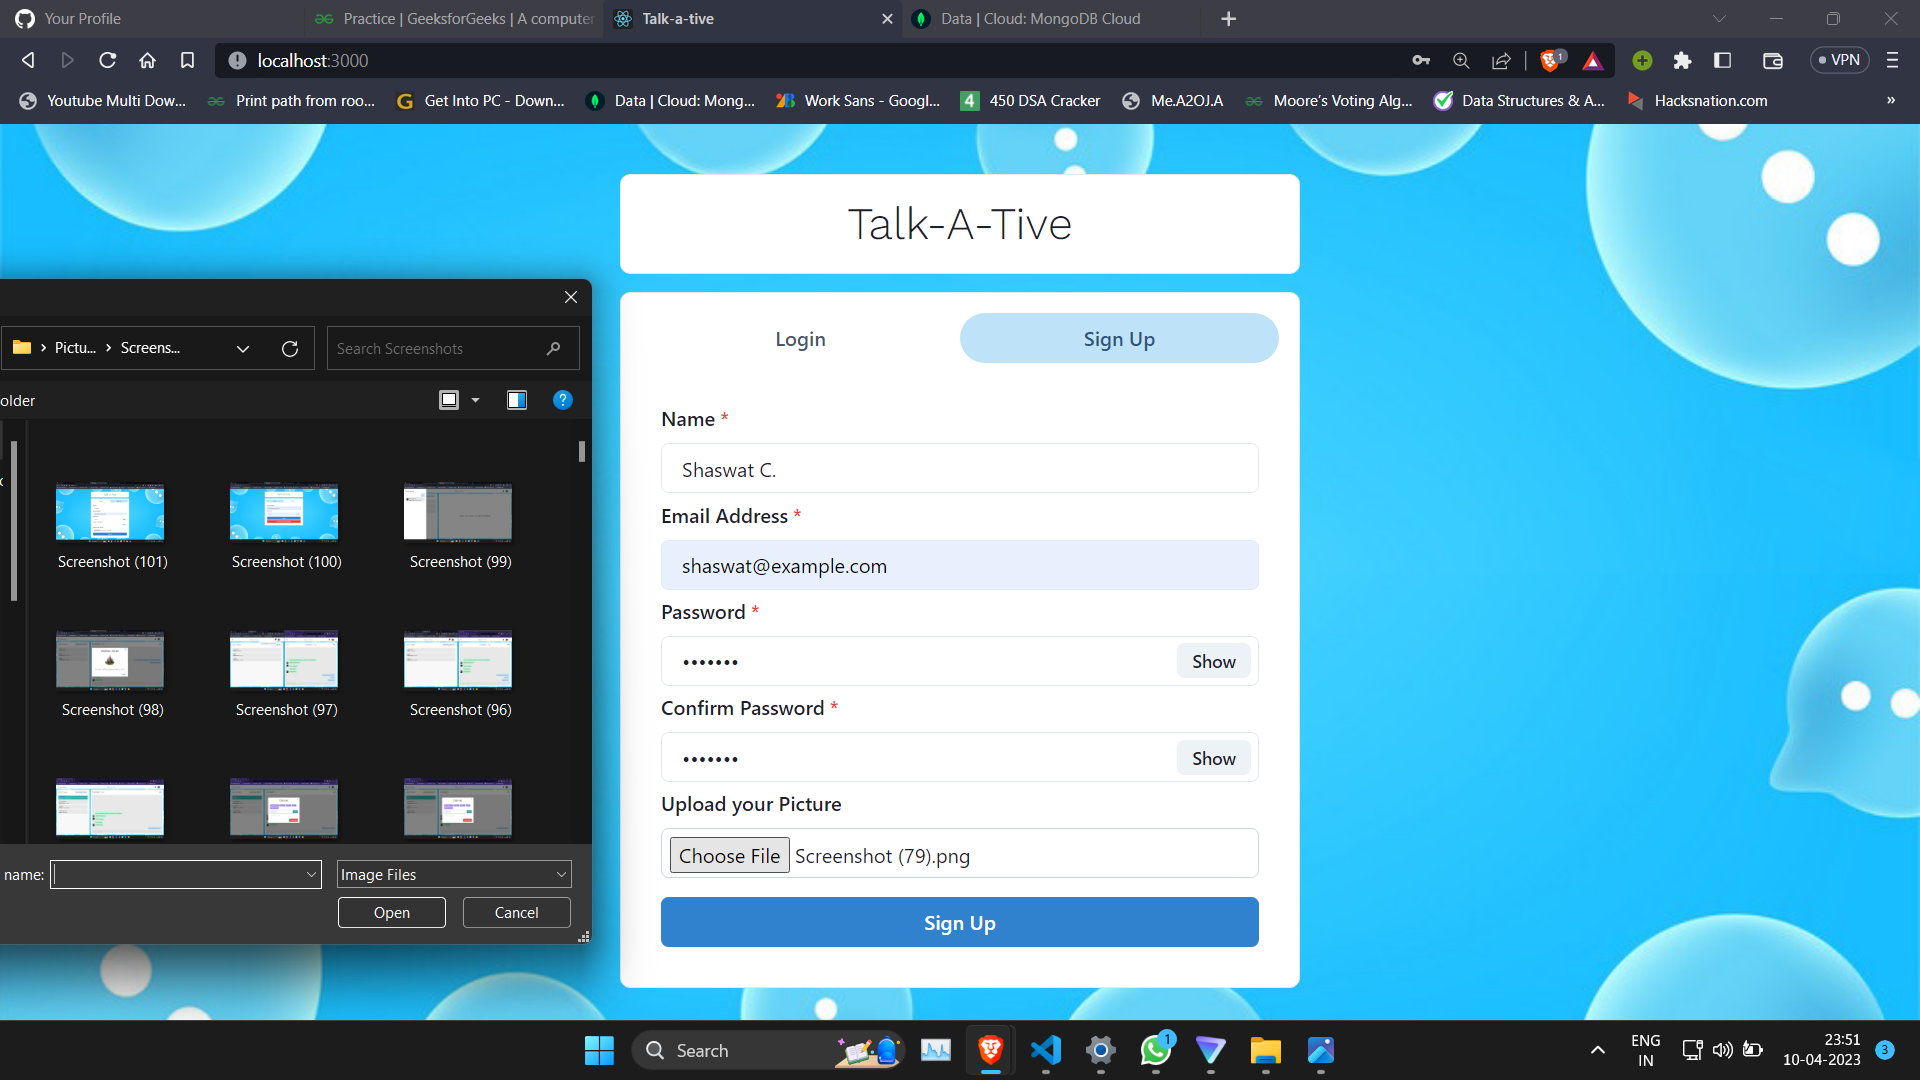 Your Profile
Practice | GeeksforGeeks | A computer
Talk-a-tive
Data | Cloud: MongoDB Cloud
localhost:3000
1
VPN
Youtube Multi Dow...
Print path from roo...
Get Into PC - Down...
Data | Cloud: Mong...
Work Sans - Googl...
450 DSA Cracker
Me.A2OJ.A
Moore's Voting Alg...
Data Structures & A...
Hacksnation.com
»
Talk-A-Tive
Login
Sign Up
Name *
Shaswat C.
Email Address *
shaswat@example.com
Password *
•••••••
Show
Confirm Password *
•••••••
Show
Upload your Picture
Choose File Screenshot (79).png
Sign Up
Pictu... > Screens...
Search Screenshots
older
Screenshot (101)
Screenshot (100)
Screenshot (99)
Screenshot (98)
Screenshot (97)
Screenshot (96)
name:
Image Files
Open
Cancel
Search
1
ENG
IN
23:51
10-04-2023
3